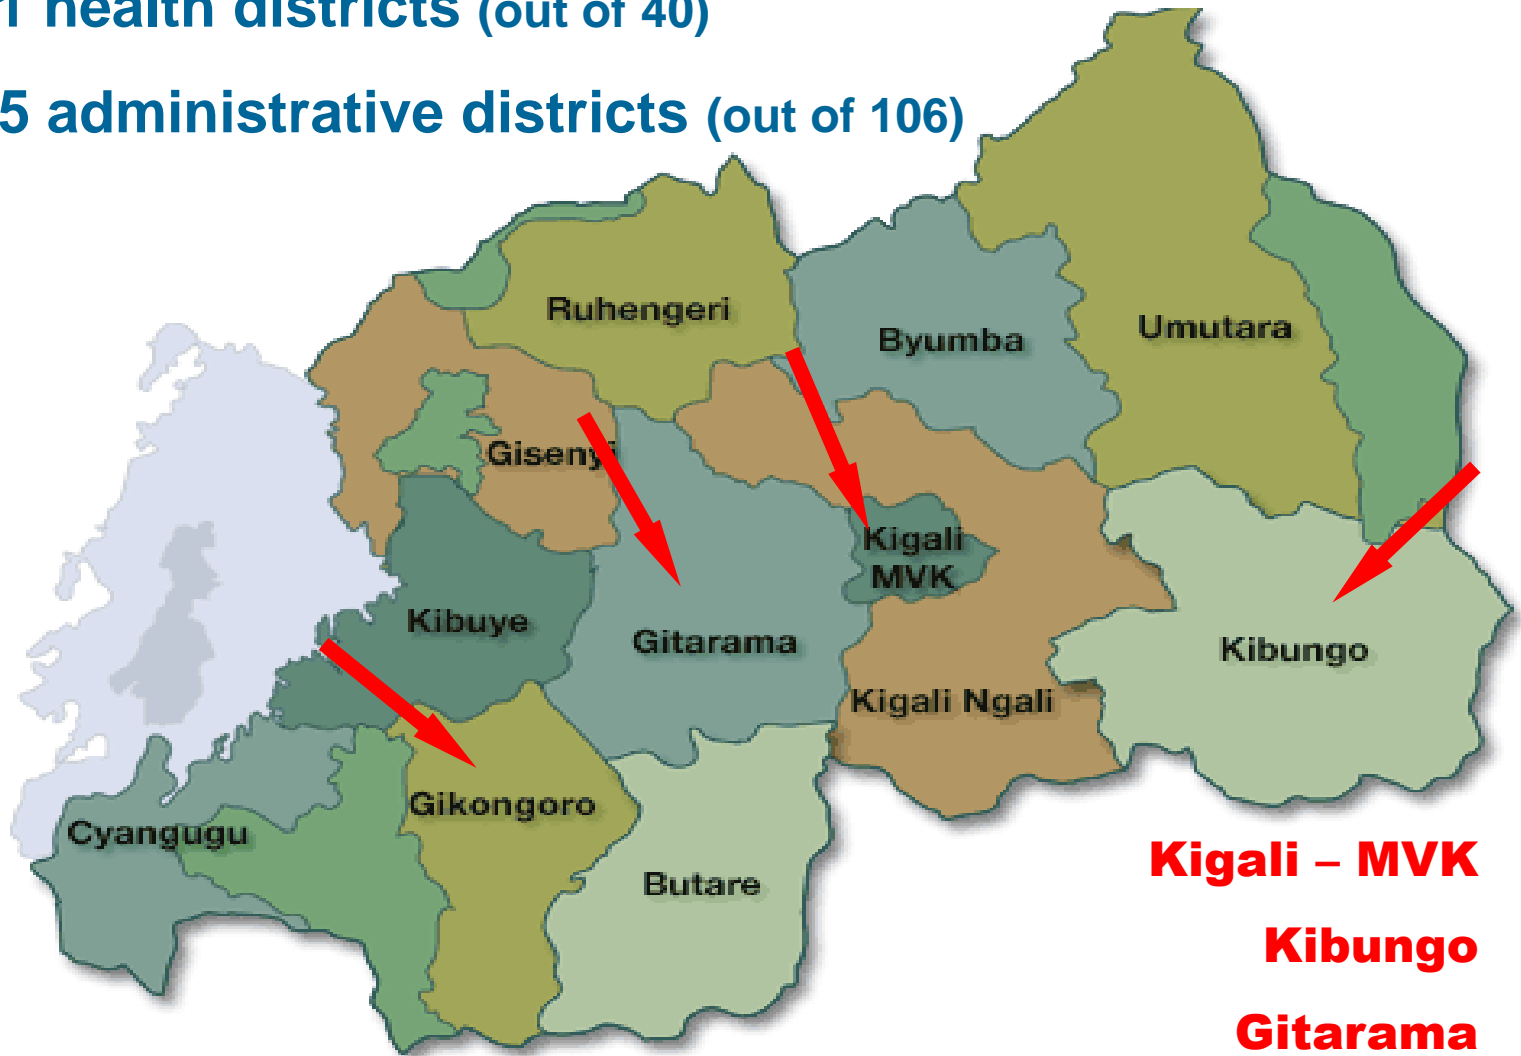 health districts (out of 40)
5 administrative districts (out of 106)
Ruhengeri
Byumba
Umutara
Gisenyi
Kigali
MVK
Kibuye
Gitarama
Kibungo
Kigali Ngali
Gikongoro
Cyangugu
Butare
Kigali – MVK
Kibungo
Gitarama